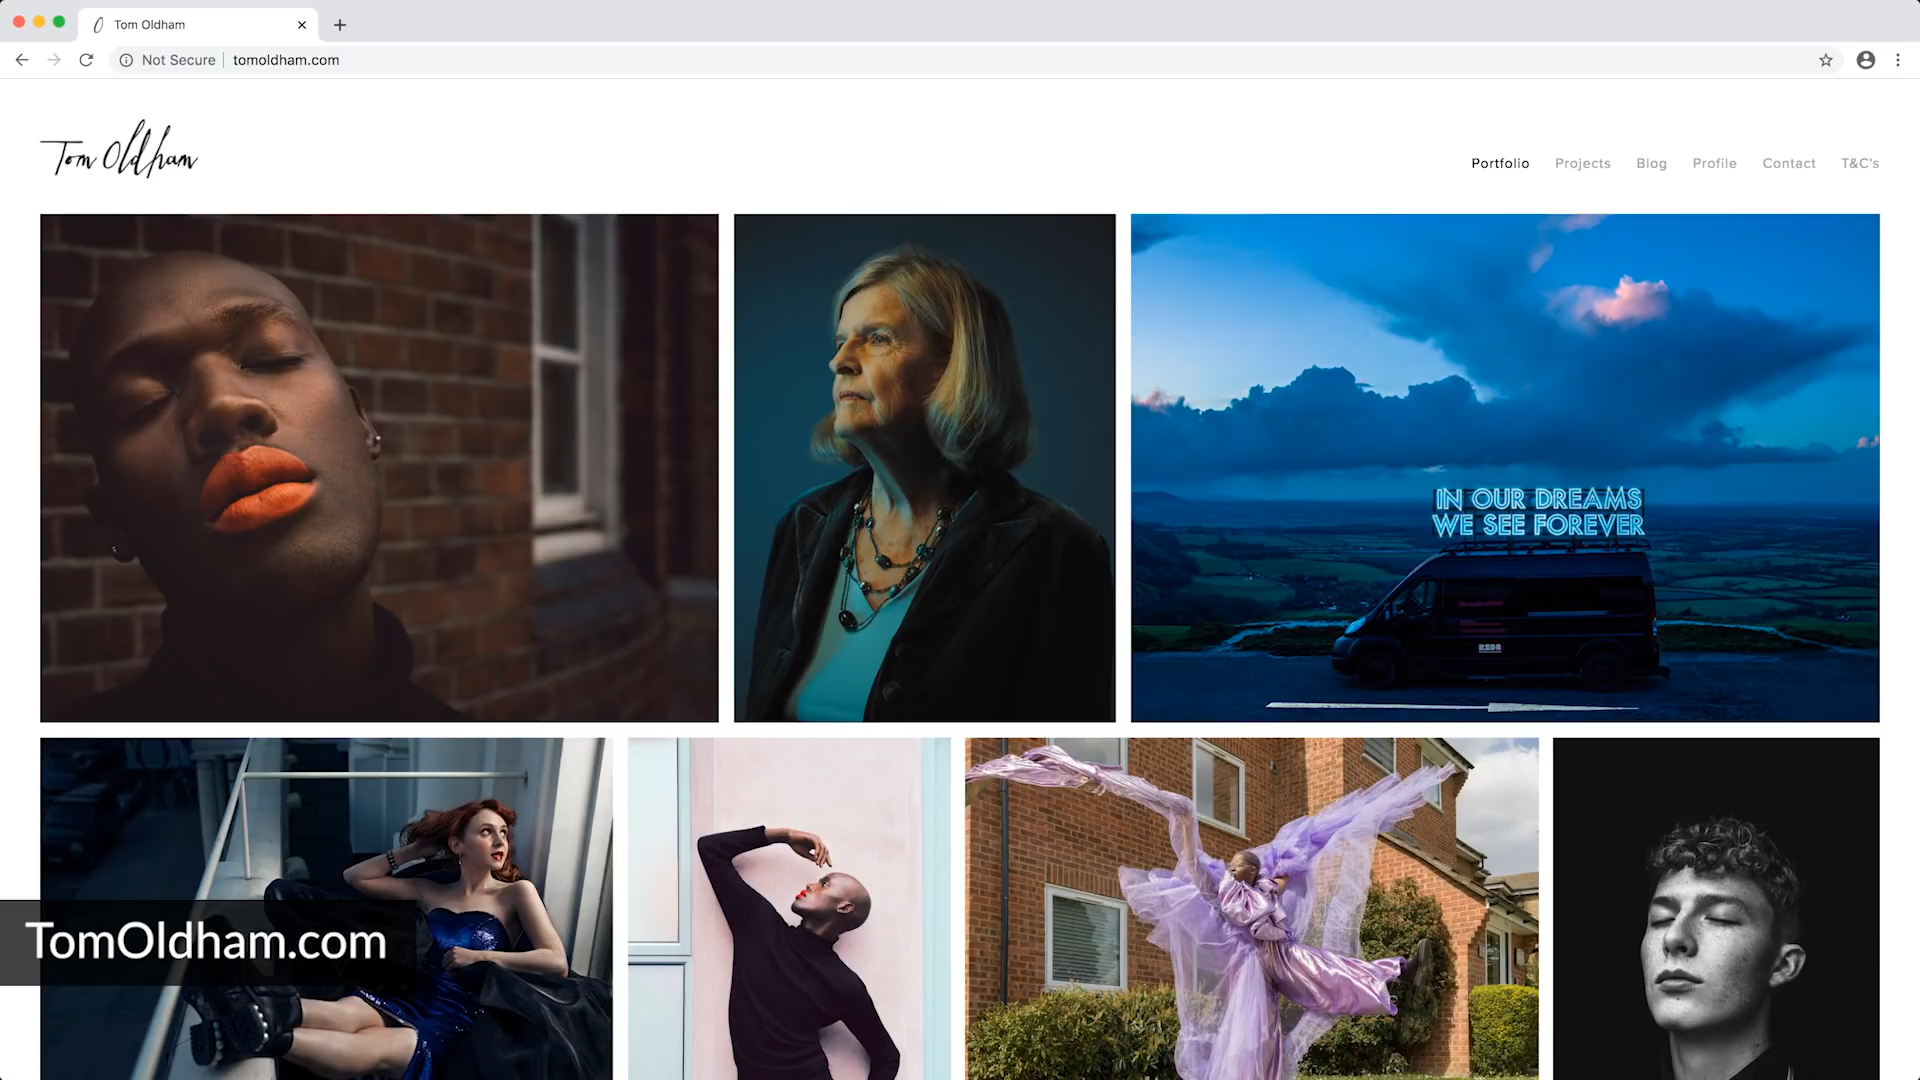 Tom Oldham
Not Secure
tomoldham.com
Tom Oldham
Portfolio
Projects
Blog
Profile
Contact
T&C's
IN OUR DREAMS
WE SEE FOREVER
TomOldham.com